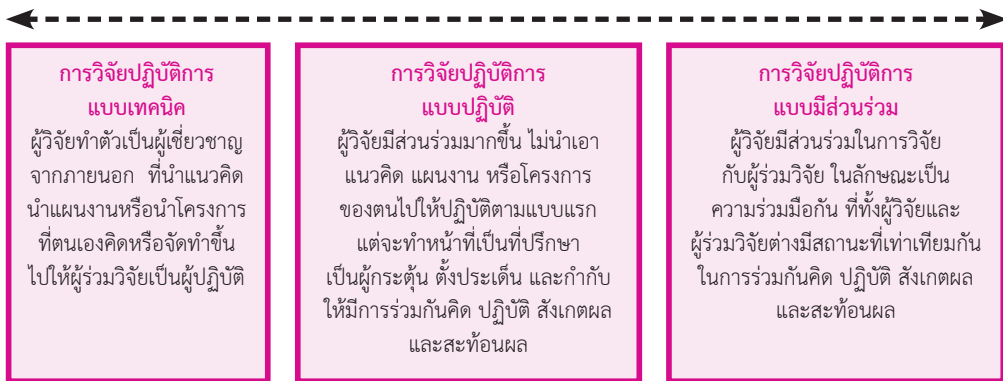 การวิจัยปฏิบัติการ
แบบเทคนิค
ผู้วิจัยทำตัวเป็นผู้เชี่ยวชาญ
จากภายนอก ที่นำแนวคิด
นำแผนงานหรือนำโครงการ
ที่ตนเองคิดหรือจัดทำขึ้น
ไปให้ผู้ร่วมวิจัยเป็นผู้ปฏิบัติ
การวิจัยปฏิบัติการ
แบบปฏิบัติ
ผู้วิจัยมีส่วนร่วมมากขึ้น ไม่นำเอา
แนวคิด แผนงาน หรือโครงการ
ของตนไปให้ปฏิบัติตามแบบแรก
แต่จะทำหน้าที่เป็นที่ปรึกษา
เป็นผู้กระตุ้น ตั้งประเด็น และกำกับ
ให้มีการร่วมกันคิด ปฏิบัติ สังเกตผล
และสะท้อนผล
การวิจัยปฏิบัติการ
แบบมีส่วนร่วม
ผู้วิจัยมีส่วนร่วมในการวิจัย
กับผู้ร่วมวิจัย ในลักษณะเป็น
ความร่วมมือกัน ที่ทั้งผู้วิจัยและ
ผู้ร่วมวิจัยต่างมีสถานะที่เท่าเทียมกัน
ในการร่วมกันคิด ปฏิบัติ สังเกตผล
และสะท้อนผล